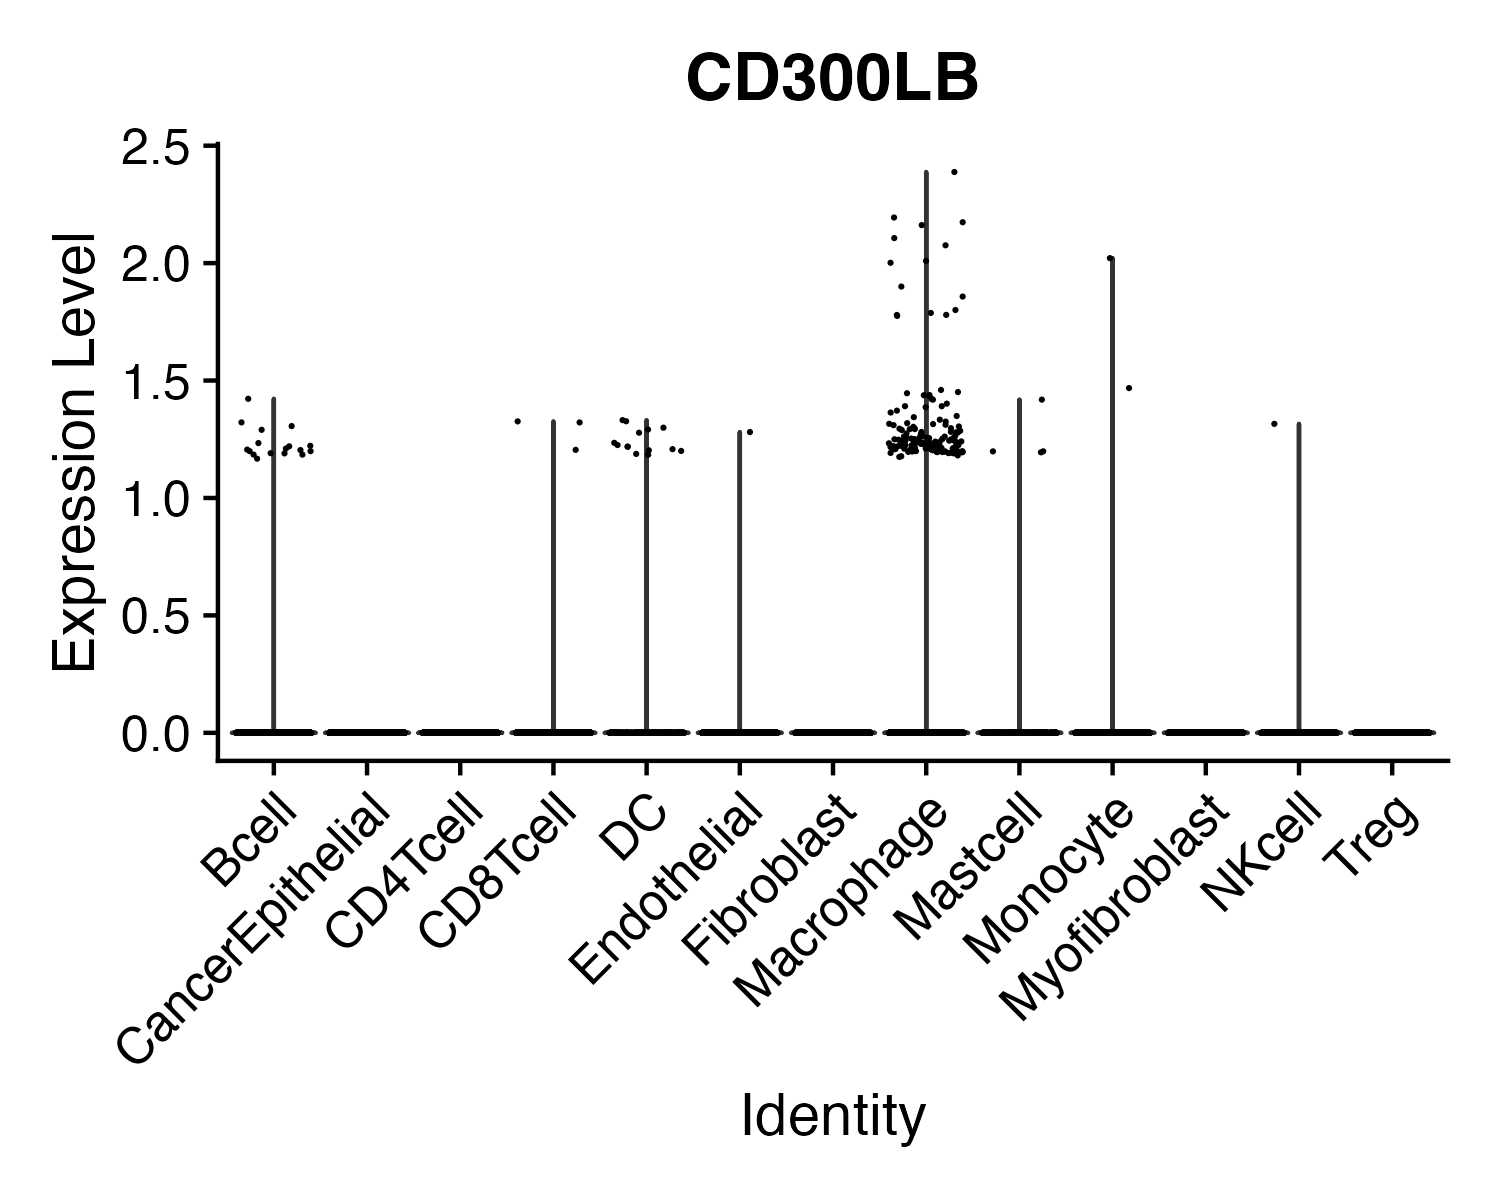 CD300LB
Expression Level
2.5
2.0
1.5
1.0
0.5
0.0
Bcell
CancerEpithelial
CD4Tcell
CD8Tcell
DC
Endothelial
Fibroblast
Macrophage
Mastcell
Monocyte
Myofibroblast
NKcell
Treg
Identity